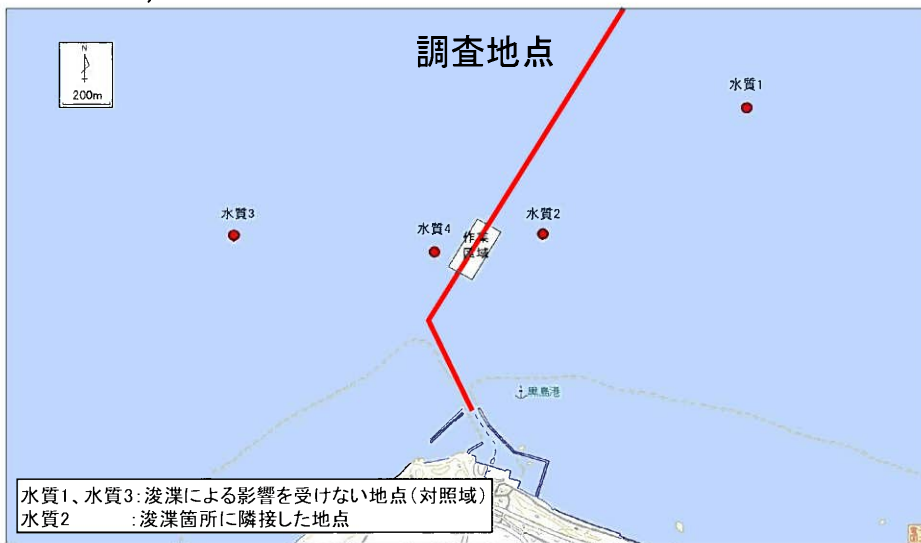 調査地点
N
200m
水質1
水質3
水質4
水質2
作業
区域
黒島港
水質1、水質3:浚渫による影響を受けない地点(対照域)
水質2　　　:浚渫箇所に隣接した地点